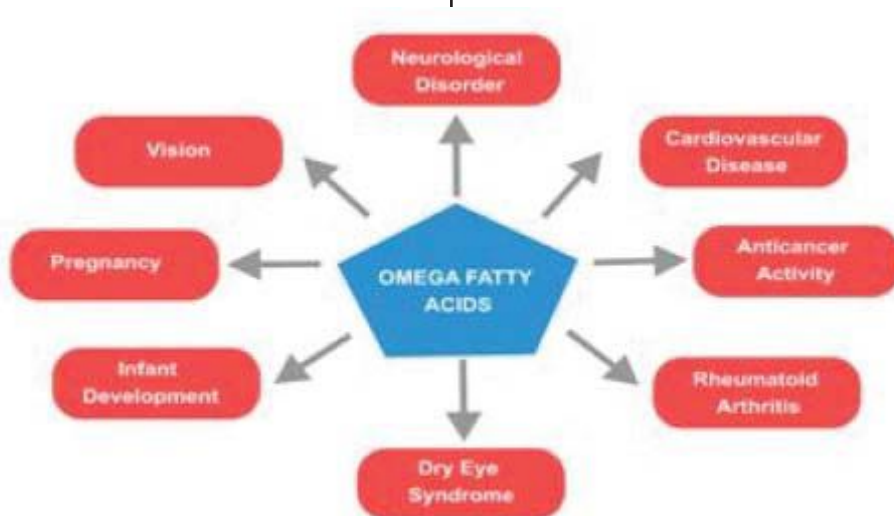 Neurological
Disorder
Vision
Cardiovascular
Disease
Pregnancy
OMEGA FATTY
ACIDS
Anticancer
Activity
Infant
Development
Rheumatoid
Arthritis
Dry Eye
Syndrome